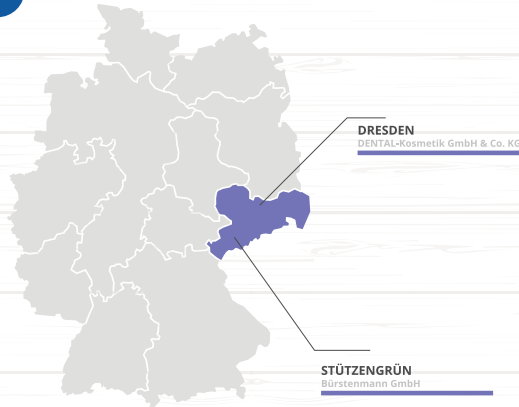 DRESDEN
DENTAL-Kosmetik GmbH & Co. KG
STÜTZENGRÜN
Bürstenmann GmbH